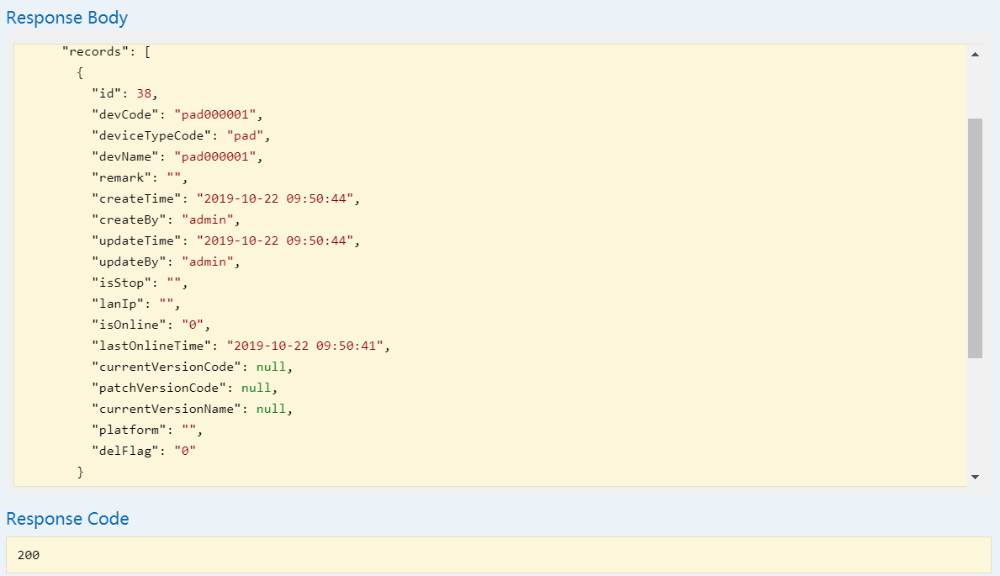 Response Body
"records": [
{
"id": 38,
"devCode": "pad000001",
"deviceTypeCode": "pad",
"devName": "pad000001",
"remark": "",
"createTime": "2019-10-22 09:50:44",
"createBy": "admin",
"updateTime": "2019-10-22 09:50:44",
"updateBy": "admin",
"isStop": "",
"lanIp": "",
"isOnline": "0",
"lastOnlineTime": "2019-10-22 09:50:41",
"currentVersionCode": null,
"patchVersionCode": null,
"currentVersionName": null,
"platform": "",
"delFlag": "0"
}
Response Code
200